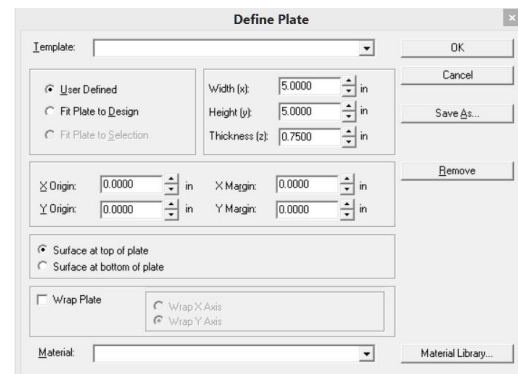 Define Plate
Template:
OK
Cancel
Save As...
Remove
User Defined
Fit Plate to Design
Fit Plate to Selection
Width (x): 5.0000 in
Height (y): 5.0000 in
Thickness (z): 0.7500 in
X Origin: 0.0000 in X Margin: 0.0000 in
Y Origin: 0.0000 in Y Margin: 0.0000 in
Surface at top of plate
Surface at bottom of plate
Wrap Plate
Wrap X Axis
Wrap Y Axis
Material:
Material Library...